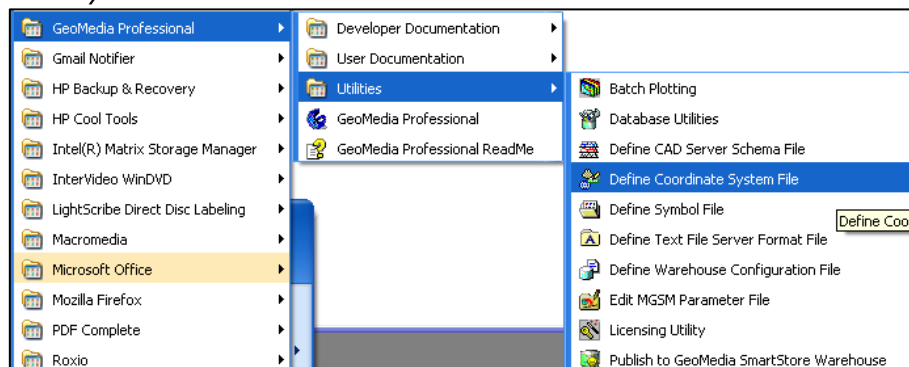 GeoMedia Professional
Gmail Notifier
HP Backup & Recovery
HP Cool Tools
Intel(R) Matrix Storage Manager
InterVideo WinDVD
LightScribe Direct Disc Labeling
Macromedia
Microsoft Office
Mozilla Firefox
PDF Complete
Roxio
Developer Documentation
User Documentation
Utilities
GeoMedia Professional
GeoMedia Professional ReadMe
Batch Plotting
Database Utilities
Define CAD Server Schema File
Define Coordinate System File
Define Symbol File
Define Coo
Define Text File Server Format File
Define Warehouse Configuration File
Edit MGSM Parameter File
Licensing Utility
Publish to GeoMedia SmartStore Warehouse